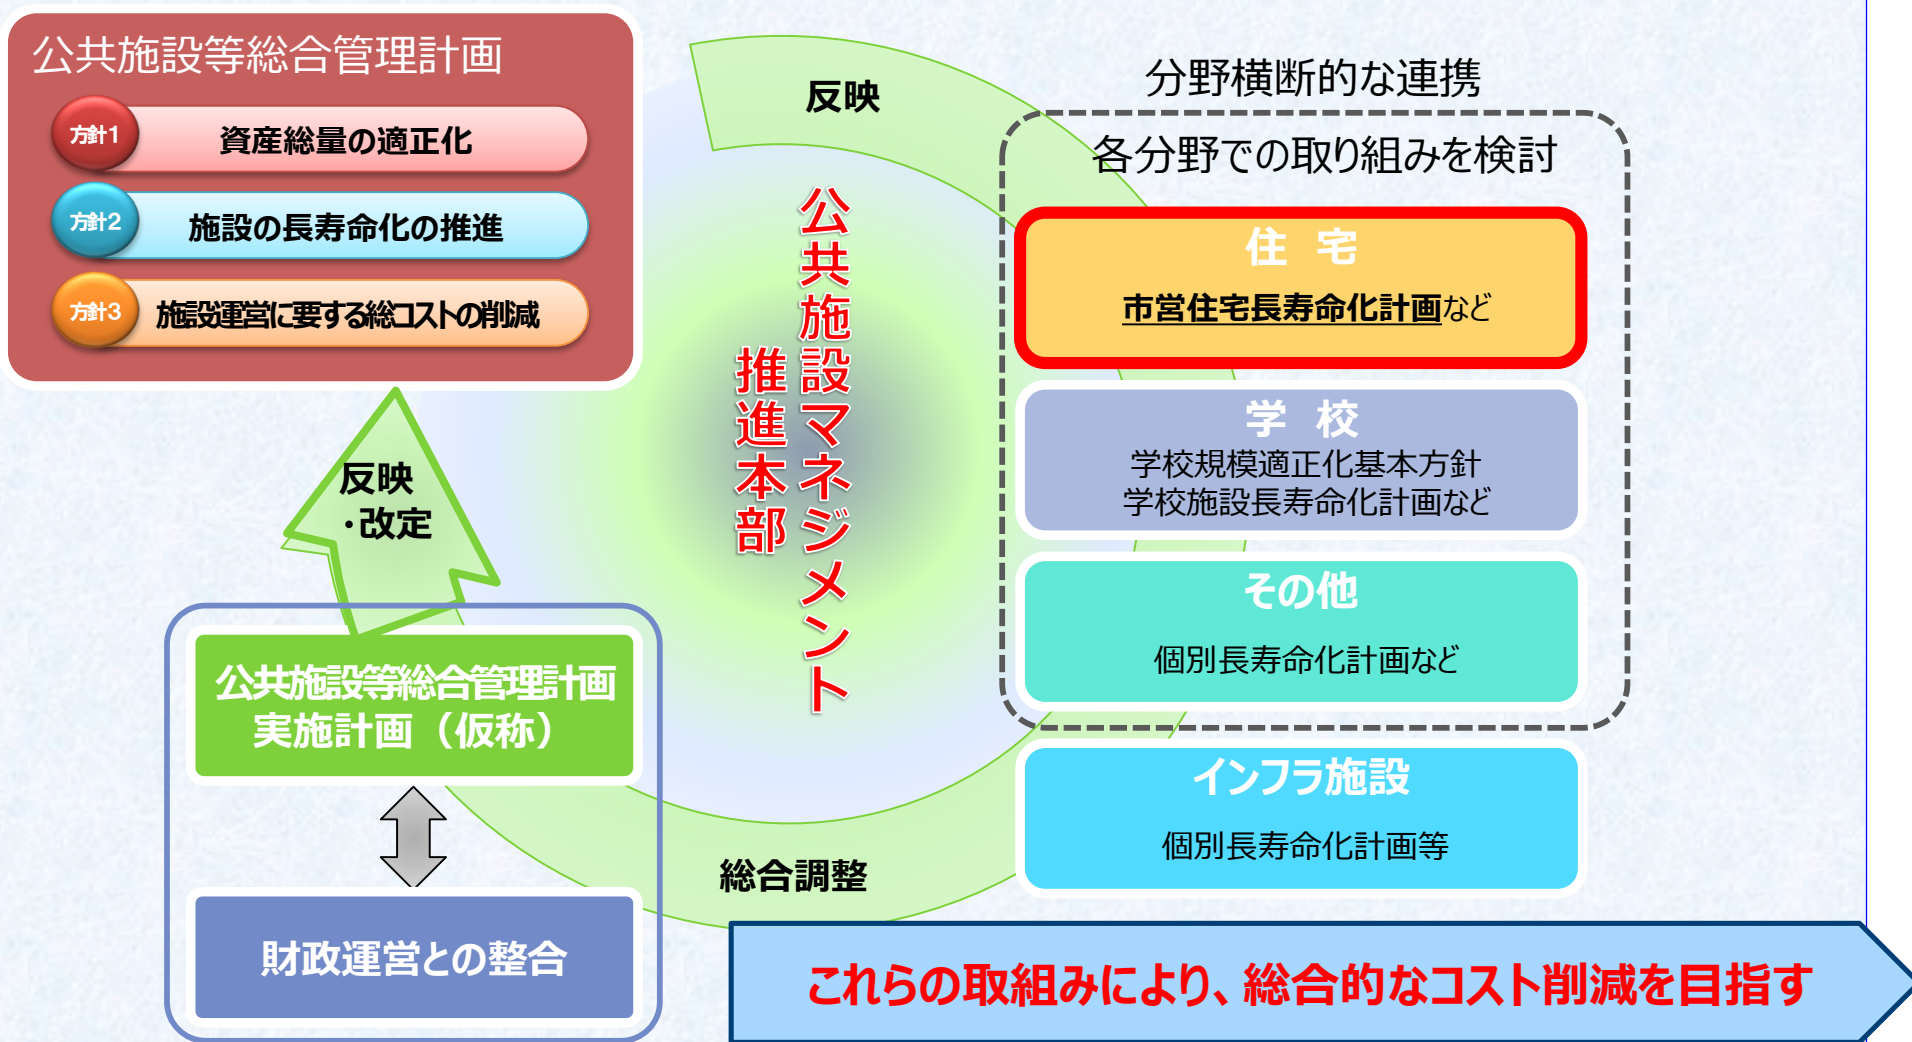 公共施設等総合管理計画
方針1
資産総量の適正化
方針2
施設の長寿命化の推進
方針3
施設運営に要する総コストの削減
反映
分野横断的な連携
各分野での取り組みを検討
住　宅
市営住宅長寿命化計画など
学　校
学校規模適正化基本方針
学校施設長寿命化計画など
その他
個別長寿命化計画など
インフラ施設
個別長寿命化計画等
公共施設マネジメント
推進本部
反映
・改定
公共施設等総合管理計画
実施計画（仮称）
財政運営との整合
総合調整
これらの取組みにより、総合的なコスト削減を目指す